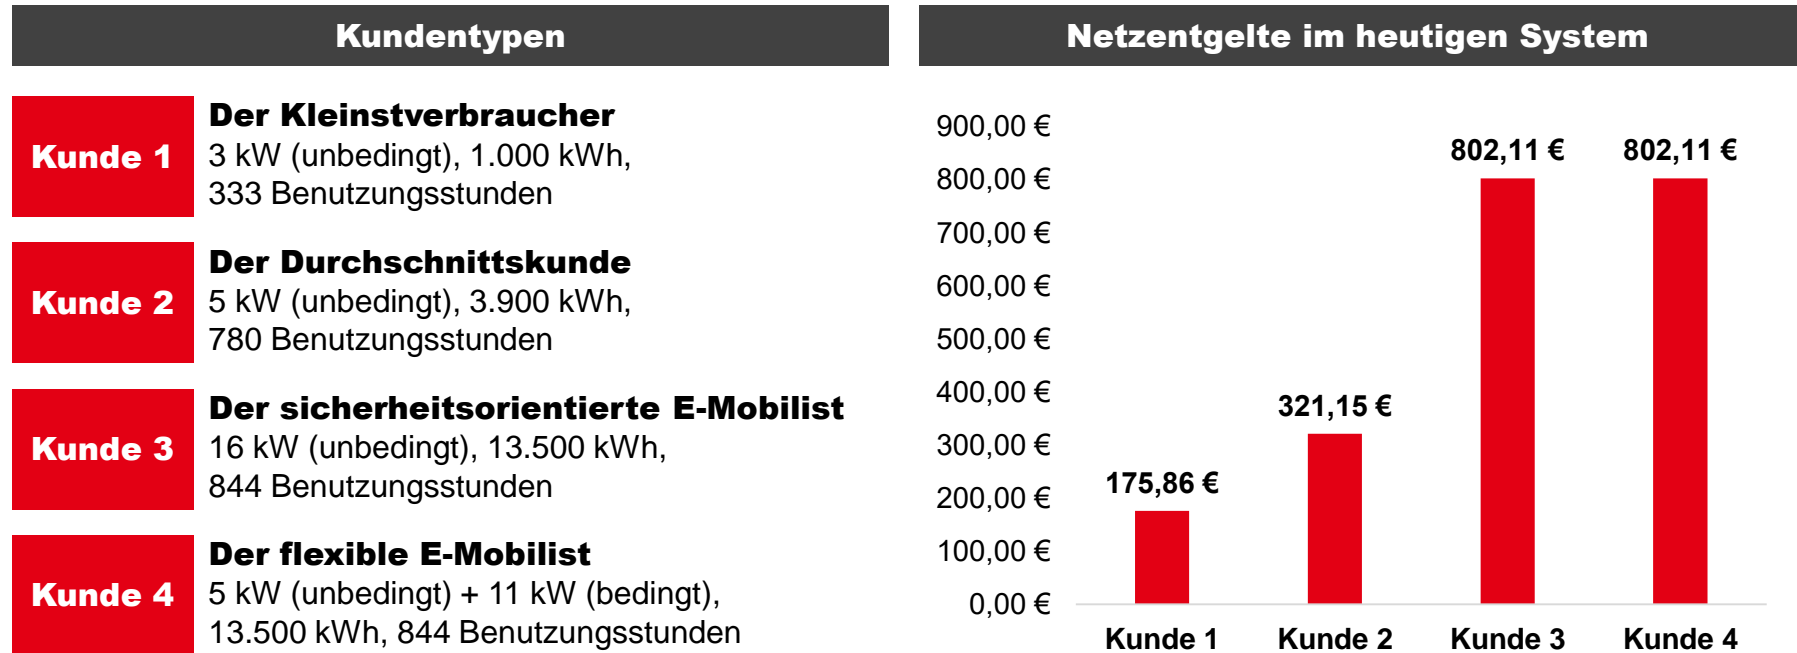 Kundentypen
Kunde 1
Der Kleinstverbraucher
3 kW (unbedingt), 1.000 kWh,
333 Benutzungsstunden
Kunde 2
Der Durchschnittskunde
5 kW (unbedingt), 3.900 kWh,
780 Benutzungsstunden
Kunde 3
Der sicherheitsorientierte E-Mobilist
16 kW (unbedingt), 13.500 kWh,
844 Benutzungsstunden
Kunde 4
Der flexible E-Mobilist
5 kW (unbedingt) + 11 kW (bedingt),
13.500 kWh, 844 Benutzungsstunden
Netzentgelte im heutigen System
900,00 €
800,00 €
700,00 €
600,00 €
500,00 €
400,00 €
300,00 €
200,00 €
100,00 €
0,00 €
175,86 €
321,15 €
802,11 €
802,11 €
Kunde 1
Kunde 2
Kunde 3
Kunde 4